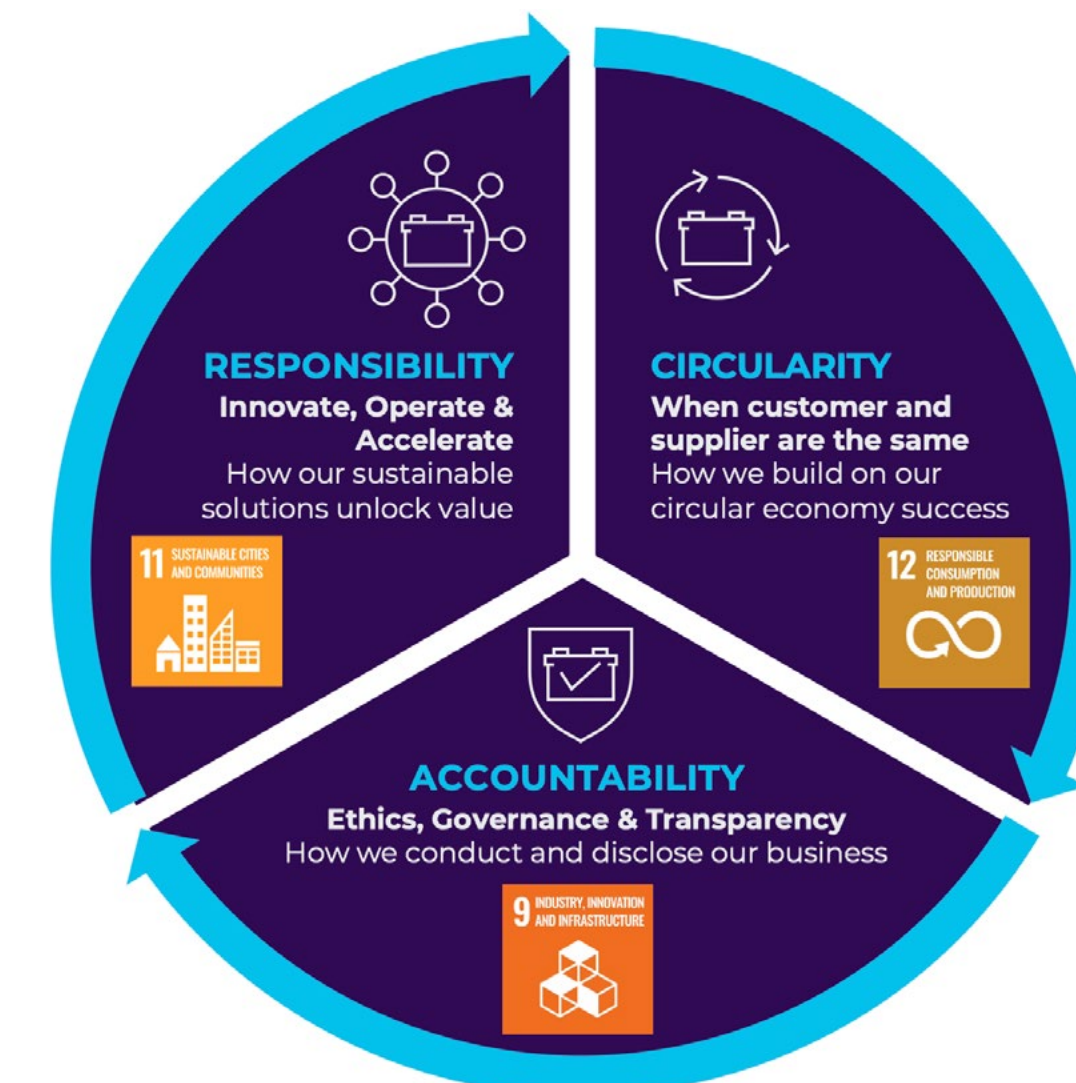 RESPONSIBILITY
Innovate, Operate &
Accelerate
How our sustainable
solutions unlock value
11 SUSTAINABLE CITIES
AND COMMUNITIES
CIRCULARITY
When customer and
supplier are the same
How we build on our
circular economy success
12 RESPONSIBLE
CONSUMPTION
AND PRODUCTION
ACCOUNTABILITY
Ethics, Governance & Transparency
How we conduct and disclose our business
9 INDUSTRY, INNOVATION
AND INFRASTRUCTURE